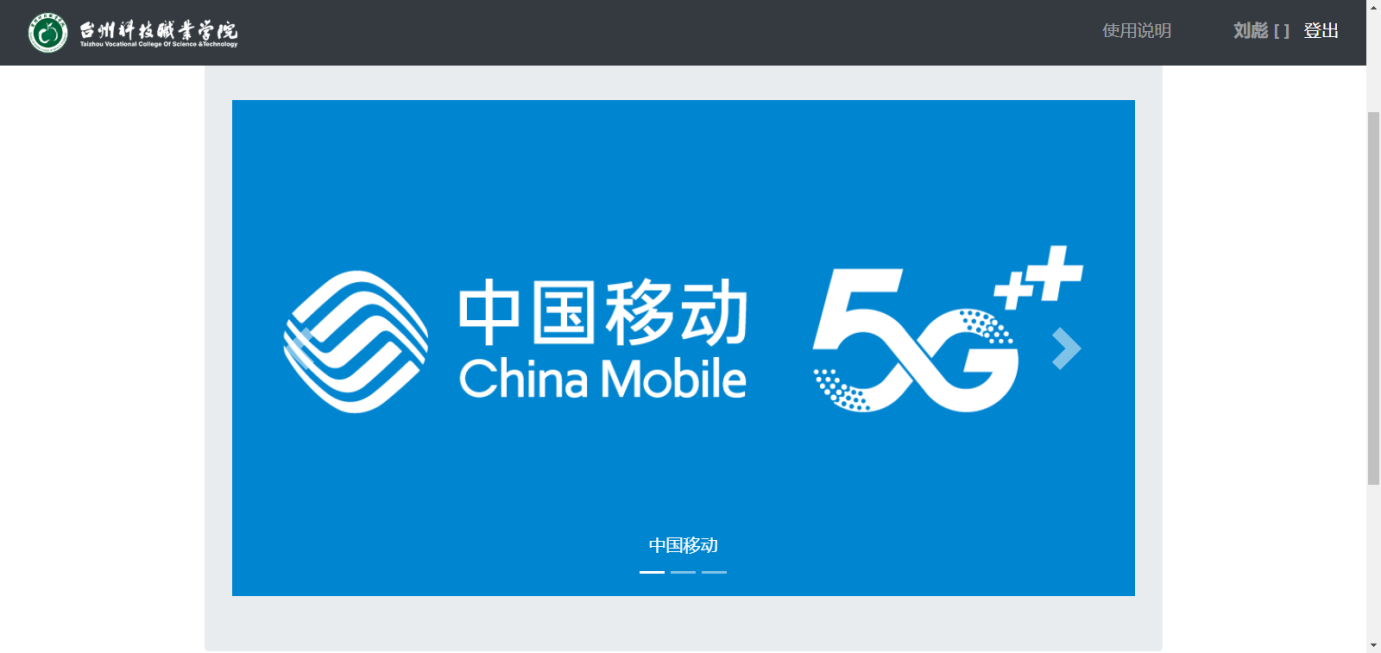 台州科技职业学院
Taizhou Vocational College Of Science &Technology
使用说明
刘彪 [ ] 登出
中国移动
China Mobile
5G++
中国移动